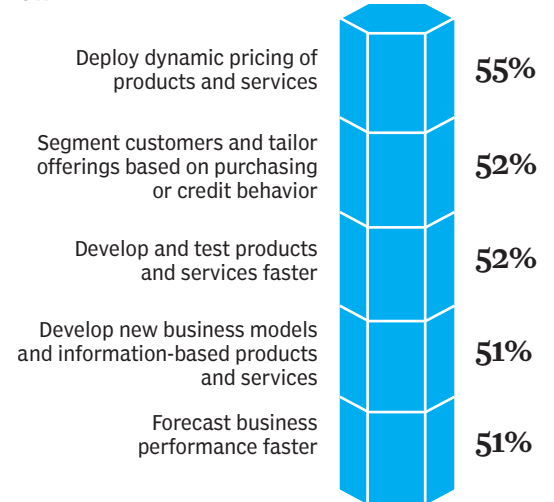 Deploy dynamic pricing of
products and services
55%
Segment customers and tailor
offerings based on purchasing
or credit behavior
52%
Develop and test products
and services faster
52%
Develop new business models
and information-based products
and services
51%
Forecast business
performance faster
51%